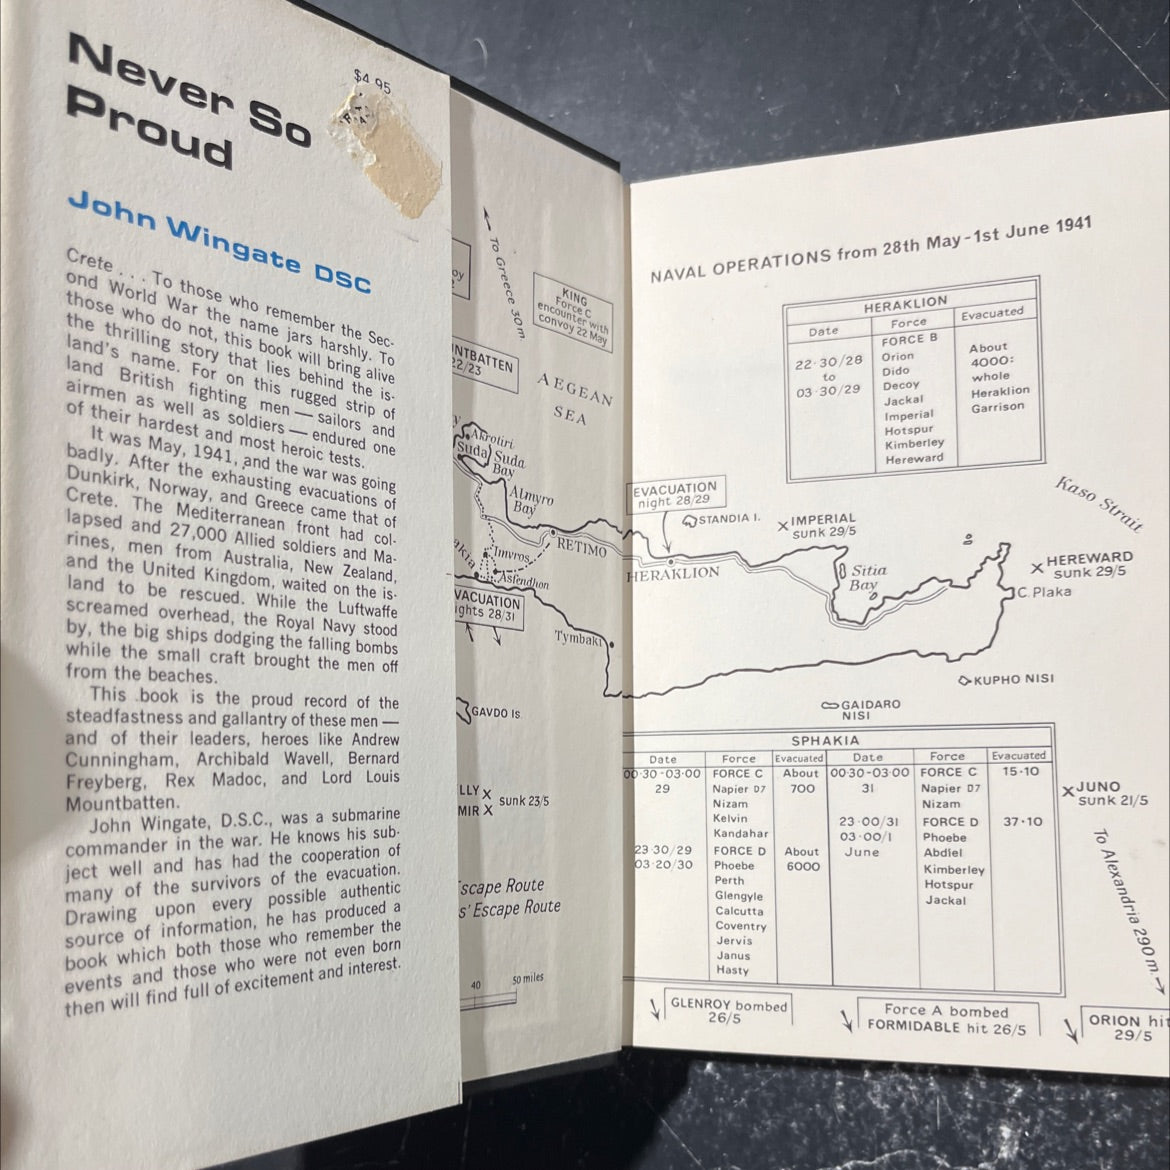 Never So
Proud
$4 95
John Wingate DSC
Crete . . . To those who remember the Sec-
ond World War the name jars harshly. To
those who do not, this book will bring alive
the thrilling story that lies behind the is-
land's name. For on this rugged strip of
land British fighting men — sailors and
airmen as well as soldiers — endured one
of their hardest and most heroic tests.
It was May, 1941, and the war was going
badly. After the exhausting evacuations of
Dunkirk, Norway, and Greece came that of
Crete. The Mediterranean front had col-
lapsed and 27,000 Allied soldiers and Ma-
rines, men from Australia, New Zealand,
and the United Kingdom, waited on the is-
land to be rescued. While the Luftwaffe
screamed overhead, the Royal Navy stood
by, the big ships dodging the falling bombs
while the small craft brought the men off
from the beaches.
This book is the proud record of the
steadfastness and gallantry of these men —
and of their leaders, heroes like Andrew
Cunningham, Archibald Wavell, Bernard
Freyberg, Rex Madoc, and Lord Louis
Mountbatten.
John Wingate, D.S.C., was a submarine
commander in the war. He knows his sub-
ject well and has had the cooperation of
many of the survivors of the evacuation.
Drawing upon every possible authentic
source of information, he has produced a
book which both those who remember the
events and those who were not even born
then will find full of excitement and interest.
To Greece 30 m.
oy
KING
Force C
encounter with
convoy 22 May
NTBATTEN
22/23
AEGEAN
SEA
Akrotiri
Suda
Suda
Bay
Almyro
Bay
RETIMO
Imvros
akia
Asfendhon
VACUATION
ights 28/31
Tymbaki
GAVDO Is.
LLY X
MIR X
sunk 23/5
Escape Route
s' Escape Route
40 50 miles
NAVAL OPERATIONS from 28th May-1st June 1941
HERAKLION
Date Force Evacuated
22·30/28
to
03·30/29
FORCE B
Orion
Dido
Decoy
Jackal
Imperial
Hotspur
Kimberley
Hereward
About
4000:
whole
Heraklion
Garrison
EVACUATION
night 28/29
STANDIA I.
X IMPERIAL
sunk 29/5
Kaso Strait
HERAKLION
Sitia
Bay
X HEREWARD
sunk 29/5
C. Plaka
KUPHO NISI
GAIDARO
NISI
SPHAKIA
Date Force Evacuated Date Force Evacuated
00·30-03·00 FORCE C About 00·30-03·00 FORCE C 15·10
29 Napier D7 700 31 Napier D7
Nizam Nizam
Kelvin 23·00/31 FORCE D 37·10
Kandahar 03·00/1 Phoebe
23·30/29 FORCE D About June Abdiel
03·20/30 Phoebe 6000 Kimberley
Perth Hotspur
Glengyle Jackal
Calcutta
Coventry
Jervis
Janus
Hasty
X JUNO
sunk 21/5
To Alexandria 290 m.
GLENROY bombed
26/5
Force A bombed
FORMIDABLE hit 26/5
ORION hit
29/5